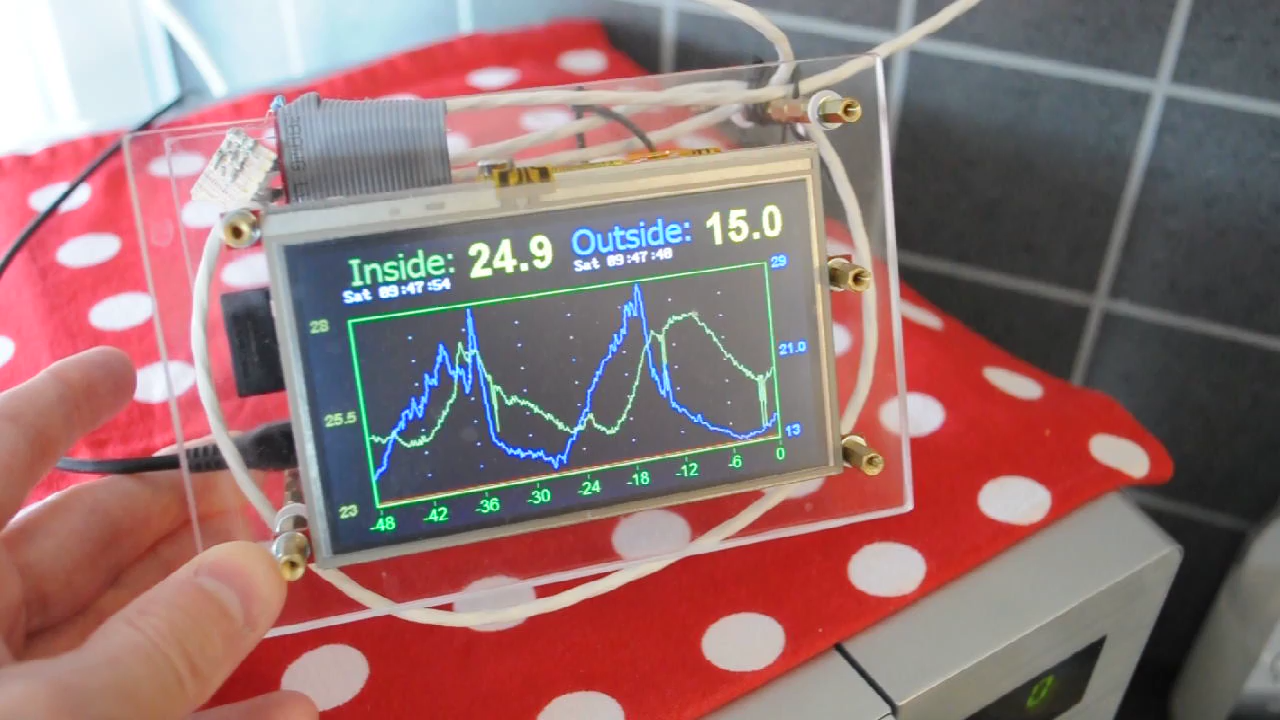 Inside: 24.9 Outside: 15.0
Sat 09:47:54 Sat 09:47:48
28 29
25.5 21.0
23 13
-48 -42 -36 -30 -24 -18 -12 -6 0
0